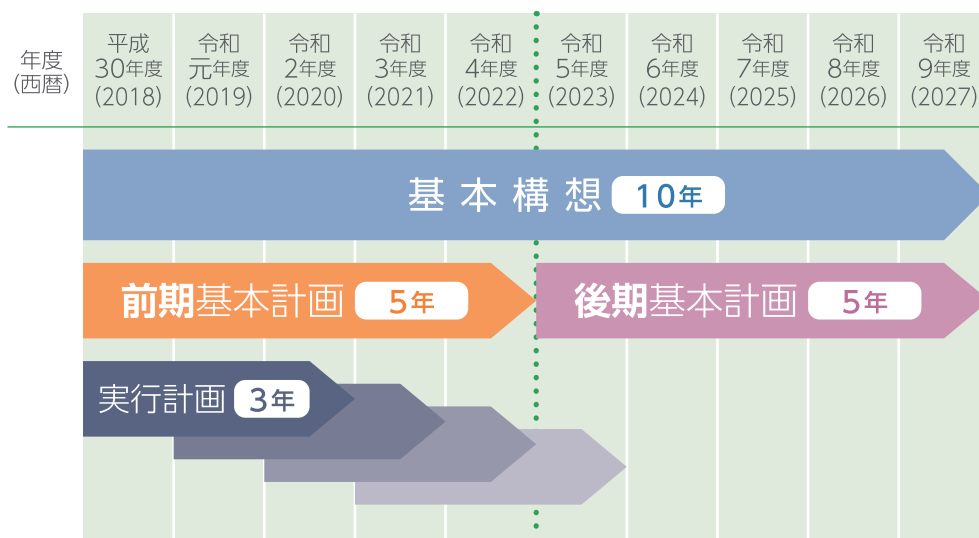 年度
(西暦)
平成
30年度
(2018)
令和
元年度
(2019)
令和
2年度
(2020)
令和
3年度
(2021)
令和
4年度
(2022)
令和
5年度
(2023)
令和
6年度
(2024)
令和
7年度
(2025)
令和
8年度
(2026)
令和
9年度
(2027)
基本構想 10年
前期基本計画 5年
後期基本計画 5年
実行計画 3年